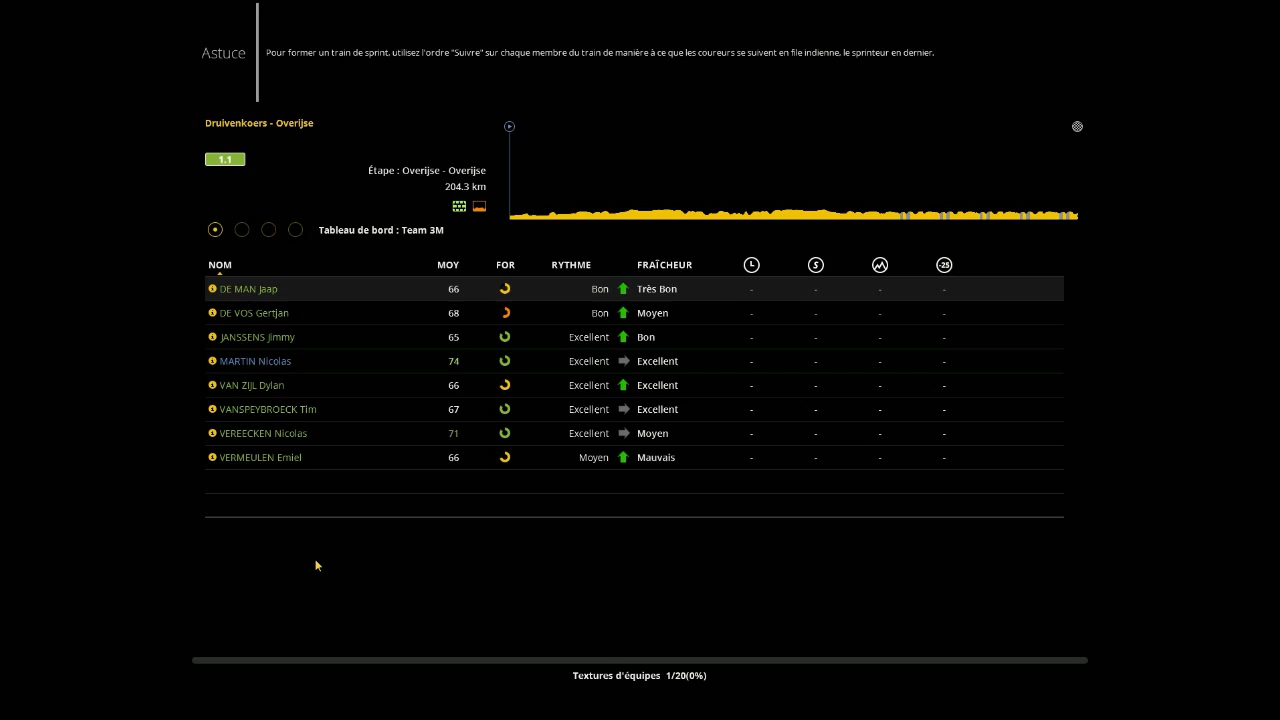 Astuce
Pour former un train de sprint, utilisez l'ordre "Suivre" sur chaque membre du train de manière à ce que les coureurs se suivent en file indienne, le sprinteur en dernier.
Druivenkoers - Overijse
1.1
Étape : Overijse - Overijse
204.3 km
Tableau de bord : Team 3M
NOM MOY FOR RYTHME FRAÎCHEUR L S -25
DE MAN Jaap 66 Bon Très Bon - - - -
DE VOS Gertjan 68 Bon Moyen - - - -
JANSSENS Jimmy 65 Excellent Bon - - - -
MARTIN Nicolas 74 Excellent Excellent - - - -
VAN ZIJL Dylan 66 Excellent Excellent - - - -
VANSPEYBROECK Tim 67 Excellent Excellent - - - -
VEREECKEN Nicolas 71 Excellent Moyen - - - -
VERMEULEN Emiel 66 Moyen Mauvais - - - -
Textures d'équipes 1/20(0%)